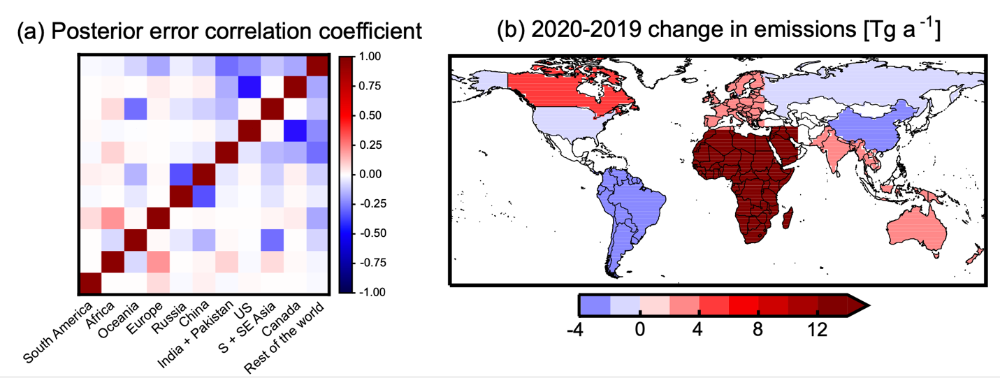 (a) Posterior error correlation coefficient
1.00
0.75
0.50
0.25
0.00
-0.25
-0.50
-0.75
-1.00
South America
Africa
Oceania
Europe
Russia
China
India + Pakistan
US
S + SE Asia
Canada
Rest of the world
(b) 2020-2019 change in emissions [Tg a -1]
-4 0 4 8 12